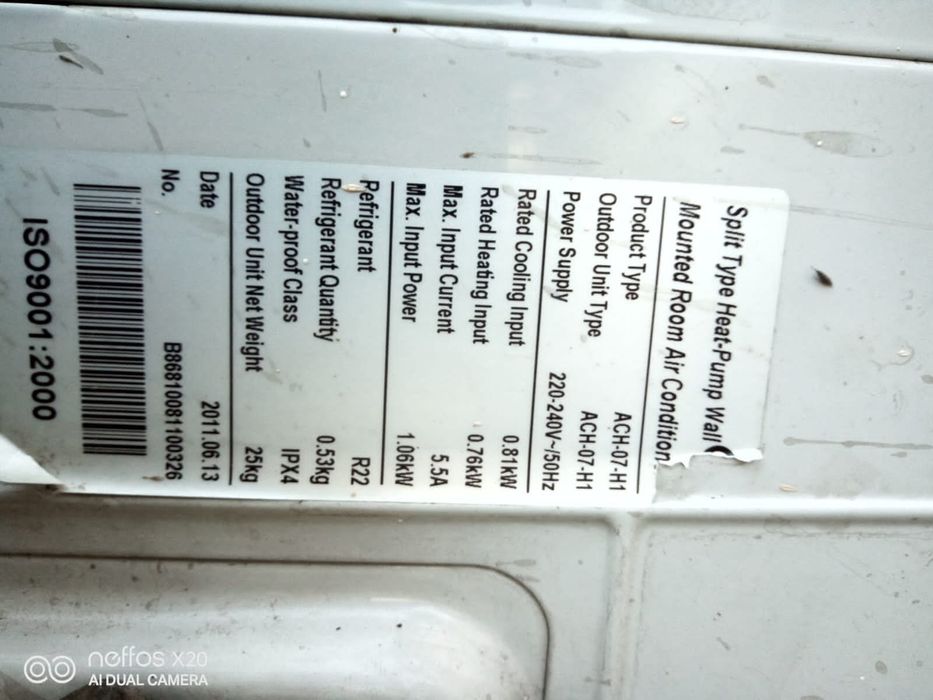 Split Type Heat-Pump Wall
Mounted Room Air Condition
Product Type ACH-07-H1
Outdoor Unit Type ACH-07-H1
Power Supply 220-240V~/50Hz
Rated Cooling Input 0.81kW
Rated Heating Input 0.78kW
Max. Input Current 5.5A
Max. Input Power 1.06kW
Refrigerant R22
Refrigerant Quantity 0.53kg
Water-proof Class IPX4
Outdoor Unit Net Weight 25kg
Date 2011.06.13
No. B86810081100326
ISO9001:2000
neffos X20
AI DUAL CAMERA